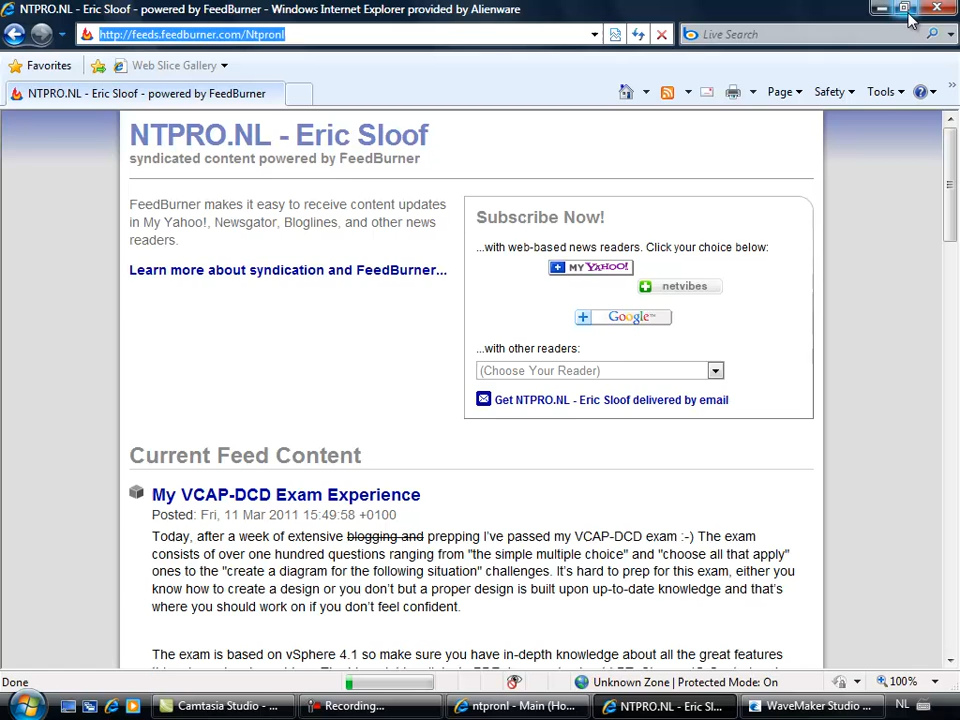 NTPRO.NL - Eric Sloof - powered by FeedBurner - Windows Internet Explorer provided by Alienware
http://feeds.feedburner.com/Ntpronl
Live Search
Favorites
Web Slice Gallery
NTPRO.NL - Eric Sloof - powered by FeedBurner
Page
Safety
Tools
NTPRO.NL - Eric Sloof
syndicated content powered by FeedBurner
FeedBurner makes it easy to receive content updates
in My Yahoo!, Newsgator, Bloglines, and other news
readers.
Learn more about syndication and FeedBurner...
Subscribe Now!
...with web-based news readers. Click your choice below:
MY YAHOO!
netvibes
Google™
...with other readers:
(Choose Your Reader)
Get NTPRO.NL - Eric Sloof delivered by email
Current Feed Content
My VCAP-DCD Exam Experience
Posted: Fri, 11 Mar 2011 15:49:58 +0100
Today, after a week of extensive blogging and prepping I've passed my VCAP-DCD exam :-) The exam
consists of over one hundred questions ranging from "the simple multiple choice" and "choose all that apply"
ones to the "create a diagram for the following situation" challenges. It's hard to prep for this exam, either you
know how to create a design or you don't but a proper design is built upon up-to-date knowledge and that's
where you should work on if you don't feel confident.
The exam is based on vSphere 4.1 so make sure you have in-depth knowledge about all the great features
Done
Unknown Zone | Protected Mode: On
100%
Camtasia Studio - ...
Recording...
ntpronl - Main (Ho...
NTPRO.NL - Eric Sl...
WaveMaker Studio ...
NL